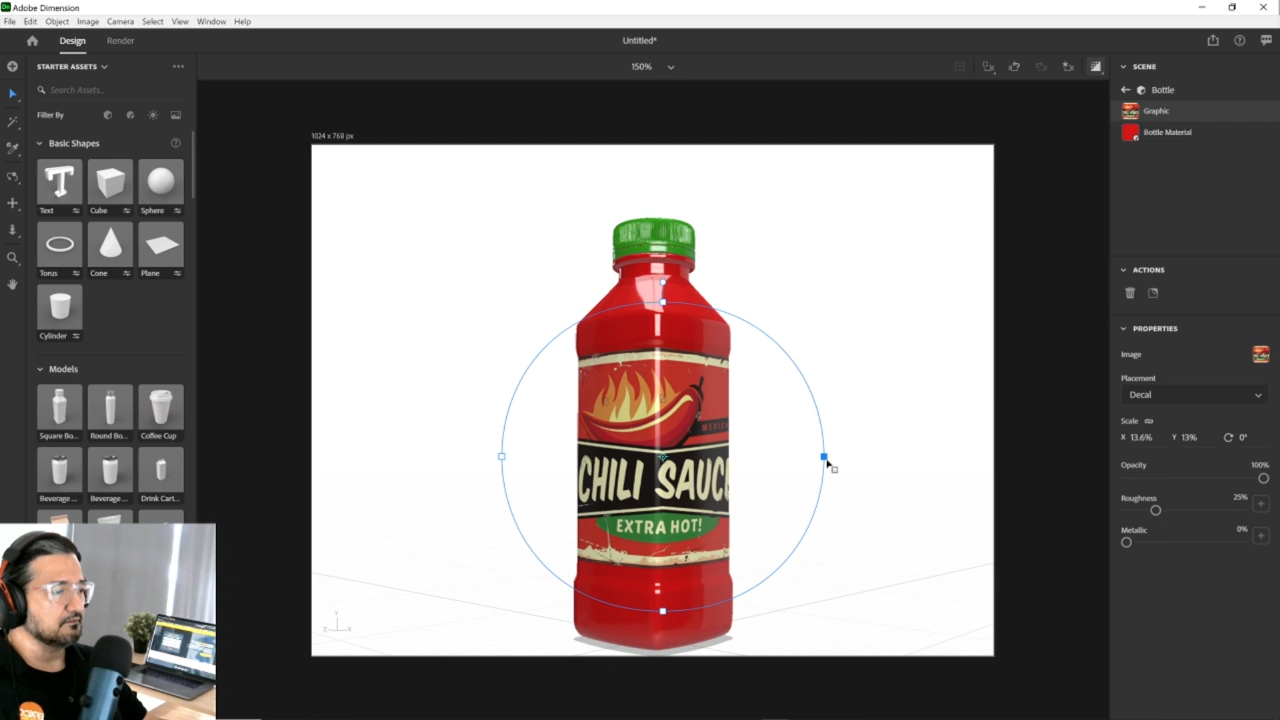 Adobe Dimension
File Edit Object Image Camera Select View Window Help
Design Render
Untitled*
STARTER ASSETS
150%
SCENE
Search Assets...
Bottle
Filter By
Graphic
Bottle Material
1024 x 768 px
Basic Shapes
Text Cube Sphere
Torus Cone Plane
Cylinder
Models
Square Bo... Round Bo... Coffee Cup
Beverage ... Beverage ... Drink Cart...
MEXICA
CHILI SAUCE
EXTRA HOT!
Y
Z X
ACTIONS
PROPERTIES
Image
Placement
Decal
Scale
X 13.6% Y 13% 0°
Opacity 100%
Roughness 25%
Metallic 0%